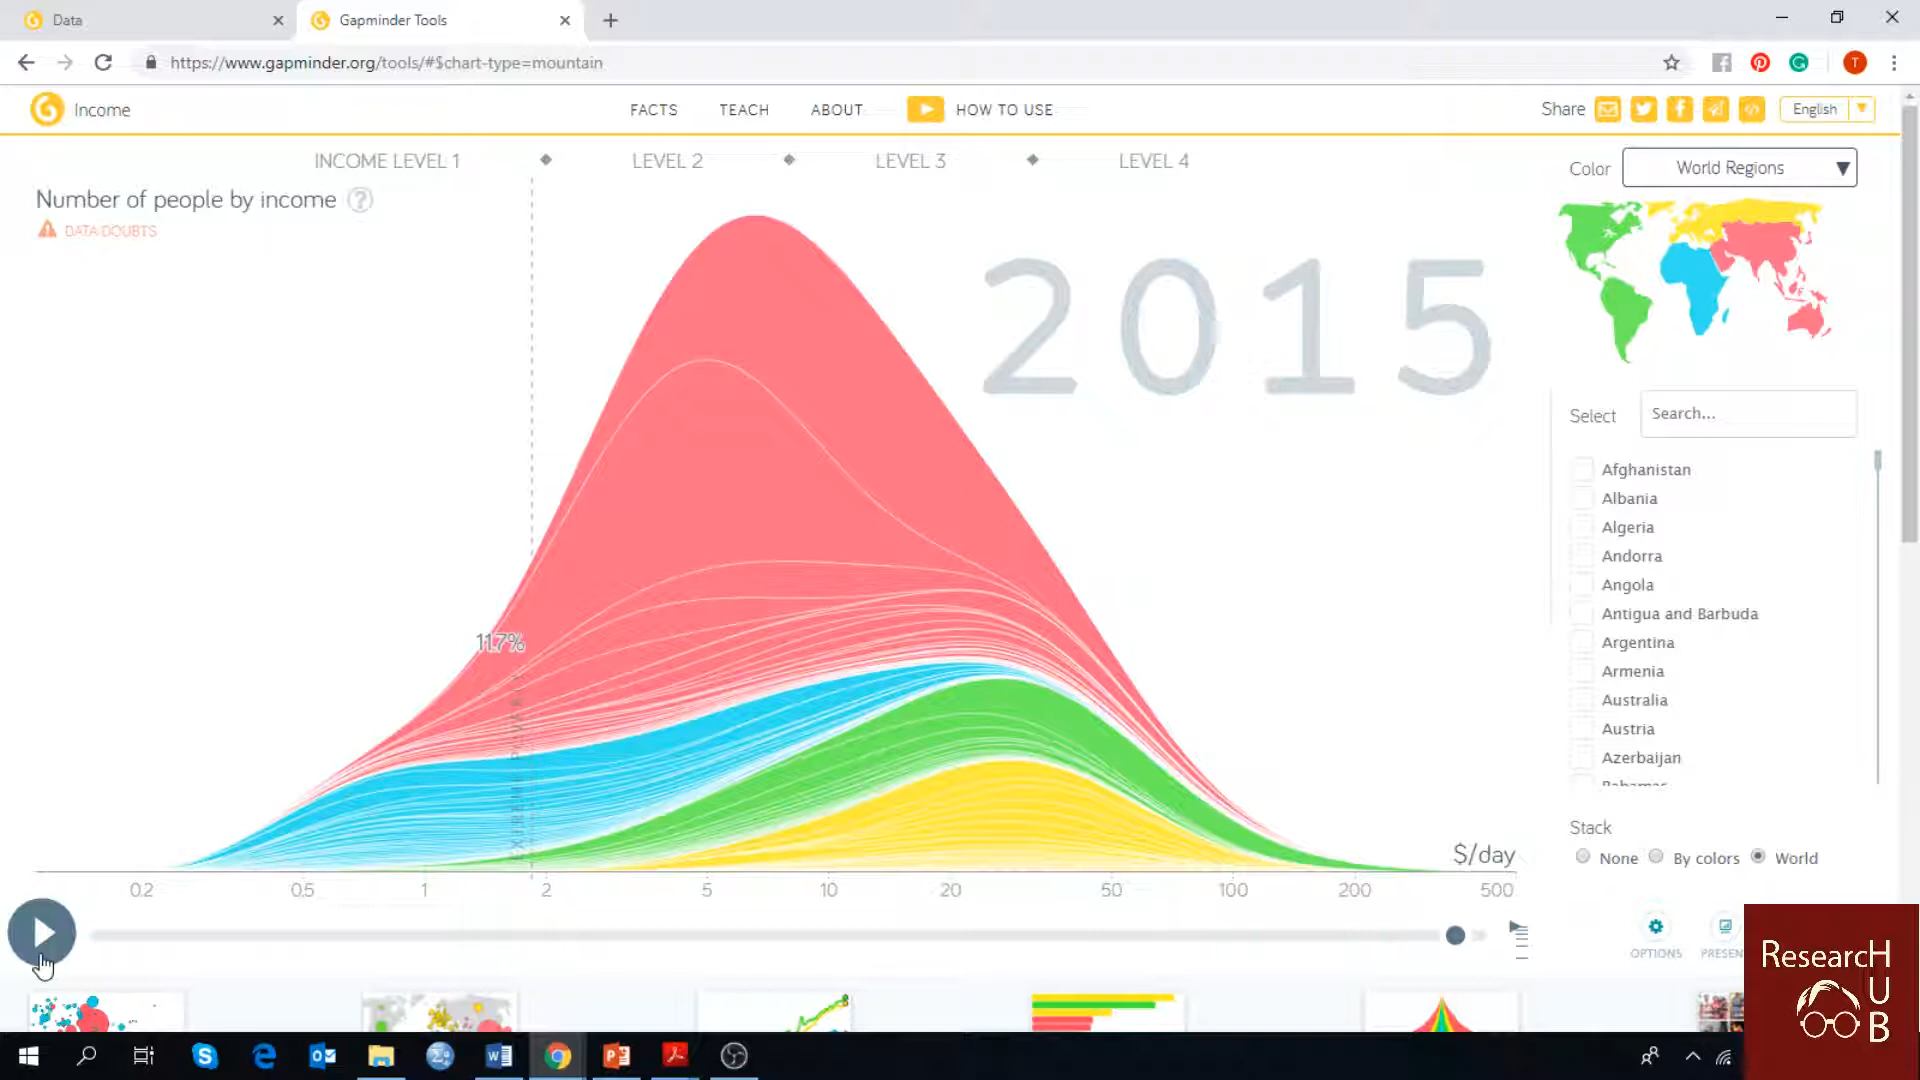 Data
Gapminder Tools
https://www.gapminder.org/tools/#$chart-type=mountain
Income
FACTS
TEACH
ABOUT
HOW TO USE
Share
English
INCOME LEVEL 1
LEVEL 2
LEVEL 3
LEVEL 4
Color
World Regions
Number of people by income
?
DATA DOUBTS
2015
Select
Search...
Afghanistan
Albania
Algeria
Andorra
Angola
Antigua and Barbuda
Argentina
Armenia
Australia
Austria
Azerbaijan
Bahamas
11.7%
EXTREME POVERTY
Stack
None
By colors
World
$/day
0.2
0.5
1
2
5
10
20
50
100
200
500
OPTIONS
PRESEN
ResearcH
U
B